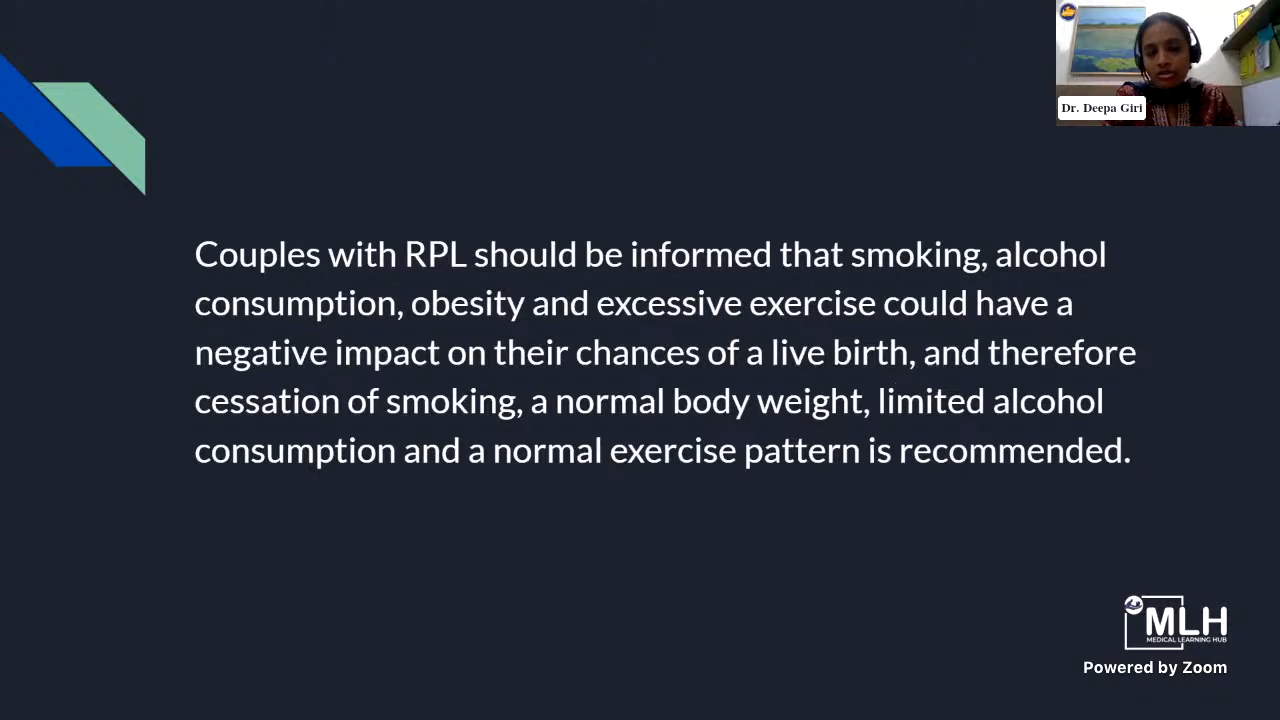 Dr. Deepa Giri
Couples with RPL should be informed that smoking, alcohol
consumption, obesity and excessive exercise could have a
negative impact on their chances of a live birth, and therefore
cessation of smoking, a normal body weight, limited alcohol
consumption and a normal exercise pattern is recommended.
MLH
MEDICAL LEARNING HUB
Powered by Zoom